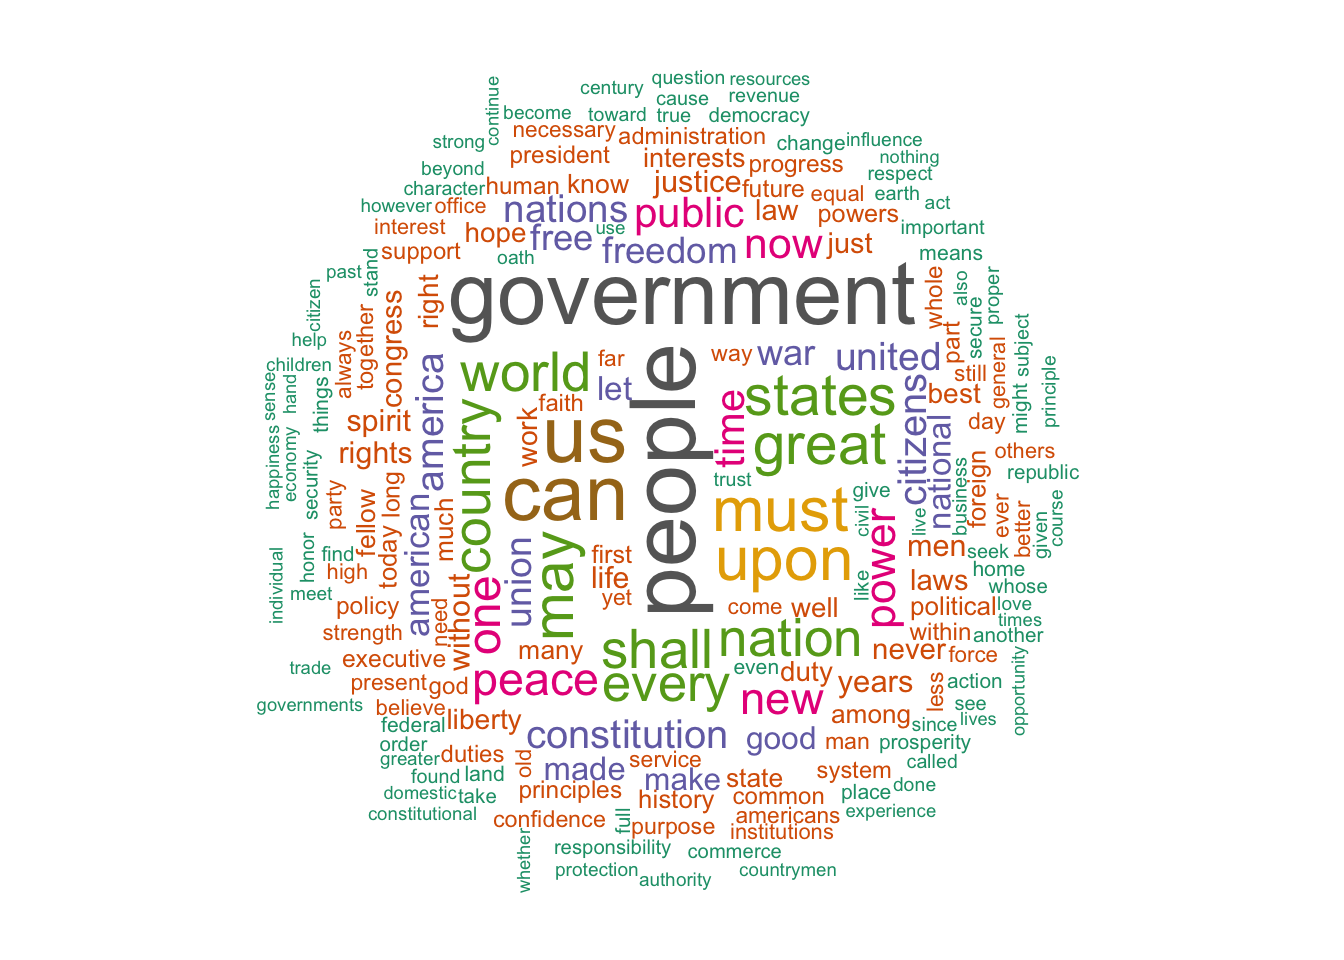 century
question
resources
cause
revenue
continue
become
toward
true
democracy
necessary
administration
change
influence
strong
president
interests
progress
nothing
beyond
human
know
justice
future
equal
respect
earth
character
act
however
office
nations
public
law
powers
important
interest
hope
free
use
freedom
now
just
means
support
oath
past
stand
right
government
whole
also
proper
citizen
help
always
together
congress
world
far
way
war
united
part
secure
general
might
subject
children
sense
hand
things
america
let
people
states
citizens
best
still
principle
spirit
country
work
faith
us
time
great
national
day
others
happiness
economy
security
rights
can
trust
must
give
business
foreign
republic
party
fellow
today
long
american
much
civil
live
ever
better
given
course
honor
find
high
union
may
first
life
upon
like
power
men
seek
home
whose
individual
meet
policy
need
without
one
yet
come
well
laws
political
love
times
strength
many
shall
nation
within
another
trade
executive
even
duty
never
force
opportunity
present
god
peace
every
new
years
less
action
governments
believe
see
federal
liberty
constitution
good
among
man
since
lives
order
prosperity
greater
duties
old
made
service
make
state
system
called
found
land
domestic
take
principles
history
common
place
done
constitutional
confidence
full
purpose
americans
institutions
experience
whether
responsibility
commerce
protection
authority
countrymen